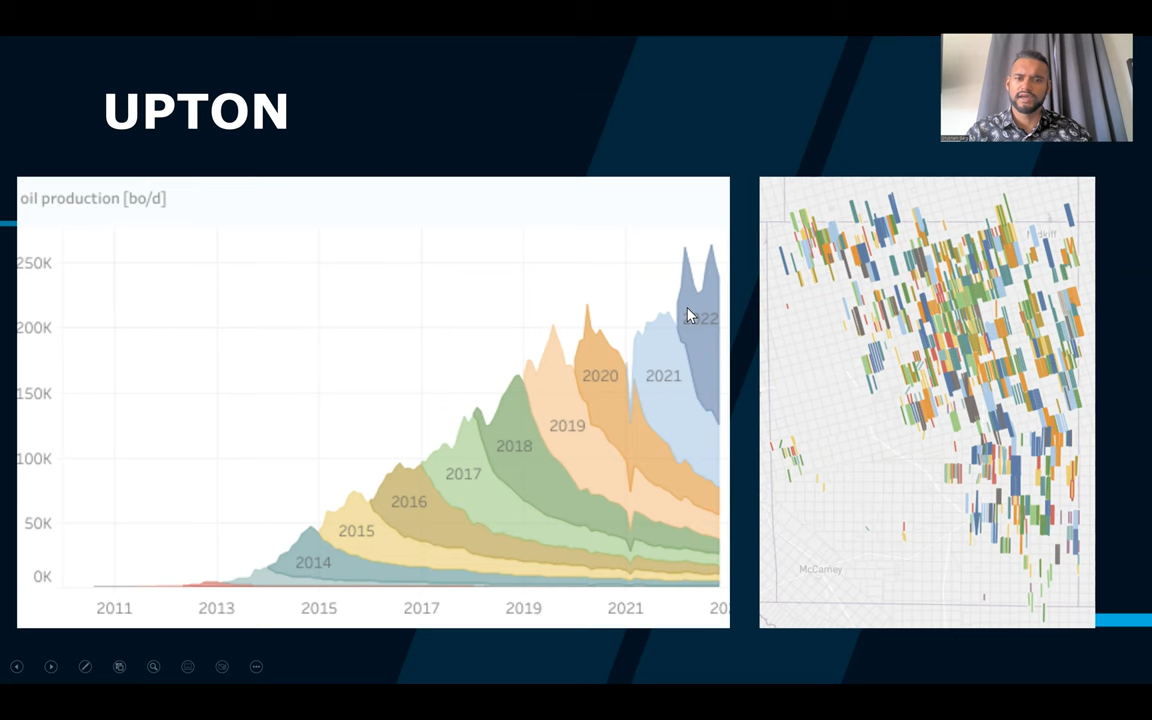 UPTON
oil production [bo/d]
250K
200K
150K
100K
50K
0K
2014
2015
2016
2017
2018
2019
2020
2021
2022
2011 2013 2015 2017 2019 2021
McCamey